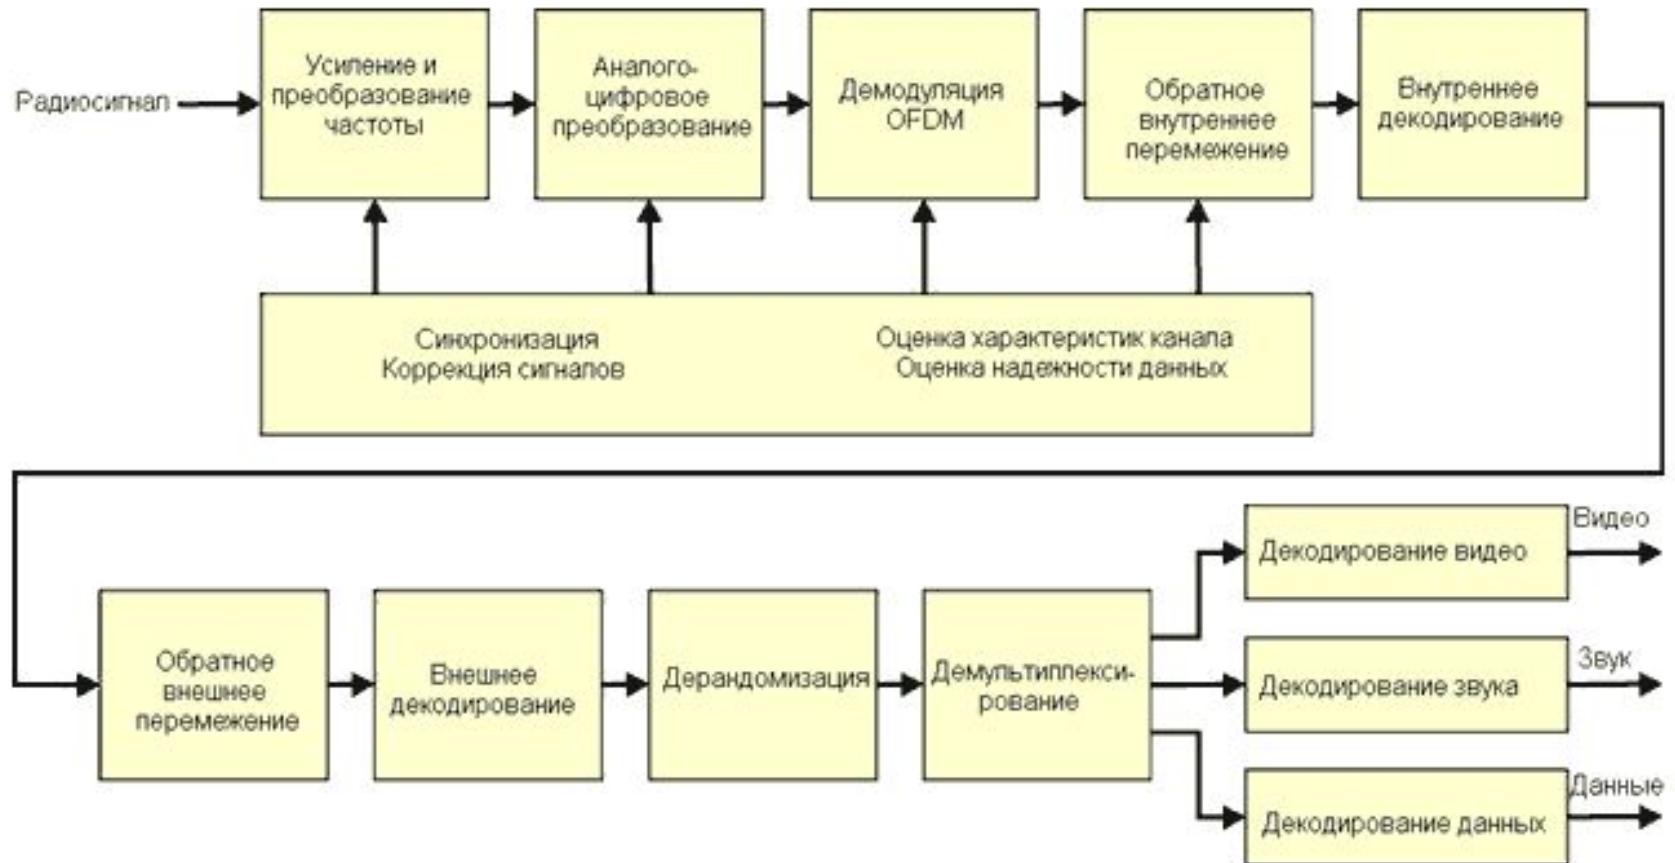 Радиосигнал
Усиление и
преобразование
частоты
Аналого-
цифровое
преобразование
Демодуляция
OFDM
Обратное
внутреннее
перемежение
Внутреннее
декодирование
Синхронизация
Коррекция сигналов
Оценка характеристик канала
Оценка надежности данных
Обратное
внешнее
перемежение
Внешнее
декодирование
Дерандомизация
Демультиплекси-
рование
Декодирование видео
Видео
Декодирование звука
Звук
Декодирование данных
Данные